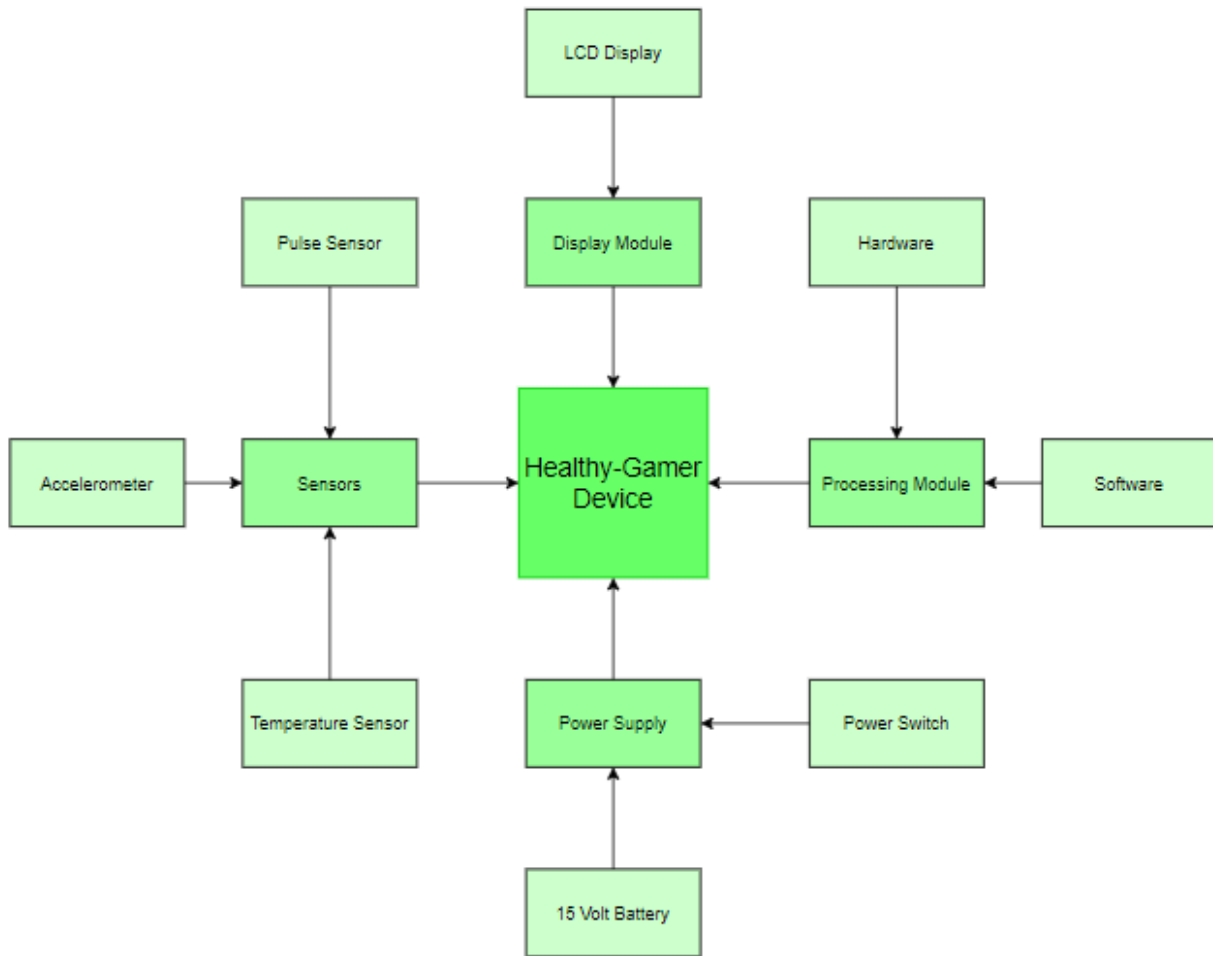 LCD Display
Pulse Sensor
Display Module
Hardware
Accelerometer
Sensors
Healthy-Gamer
Device
Processing Module
Software
Temperature Sensor
Power Supply
Power Switch
15 Volt Battery